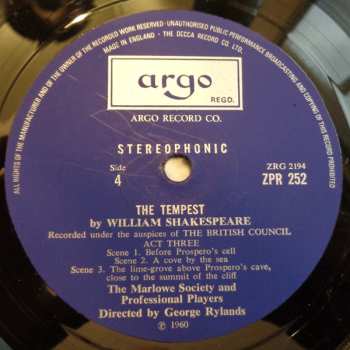 ALL RIGHTS OF THE MANUFACTURER AND OF THE OWNER OF THE RECORDED WORK RESERVED · UNAUTHORISED PUBLIC PERFORMANCE BROADCASTING AND COPYING OF THIS RECORD PROHIBITED
MADE IN ENGLAND · THE DECCA RECORD CO. LTD.
argo
REGD.
ARGO RECORD CO.
STEREOPHONIC
Side
4
ZRG 2194
ZPR 252
THE TEMPEST
by WILLIAM SHAKESPEARE
Recorded under the auspices of THE BRITISH COUNCIL
ACT THREE
Scene 1. Before Prospero's cell
Scene 2. A cove by the sea
Scene 3. The lime-grove above Prospero's cave,
close to the summit of the cliff
The Marlowe Society and
Professional Players
Directed by George Rylands
℗ 1960